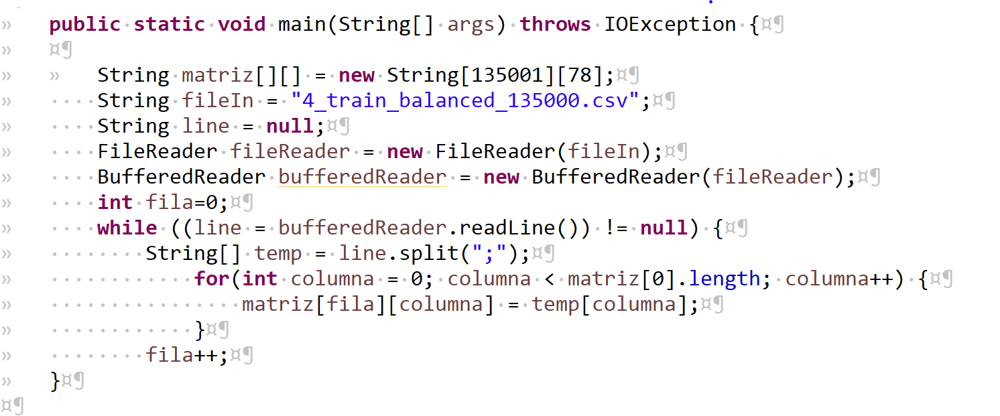 public static void main(String[] args) throws IOException {
String matriz[][] = new String[135001][78];
String fileIn = "4_train_balanced_135000.csv";
String line = null;
FileReader fileReader = new FileReader(fileIn);
BufferedReader bufferedReader = new BufferedReader(fileReader);
int fila=0;
while ((line = bufferedReader.readLine()) != null) {
String[] temp = line.split(";");
for(int columna = 0; columna < matriz[0].length; columna++) {
matriz[fila][columna] = temp[columna];
}
fila++;
}